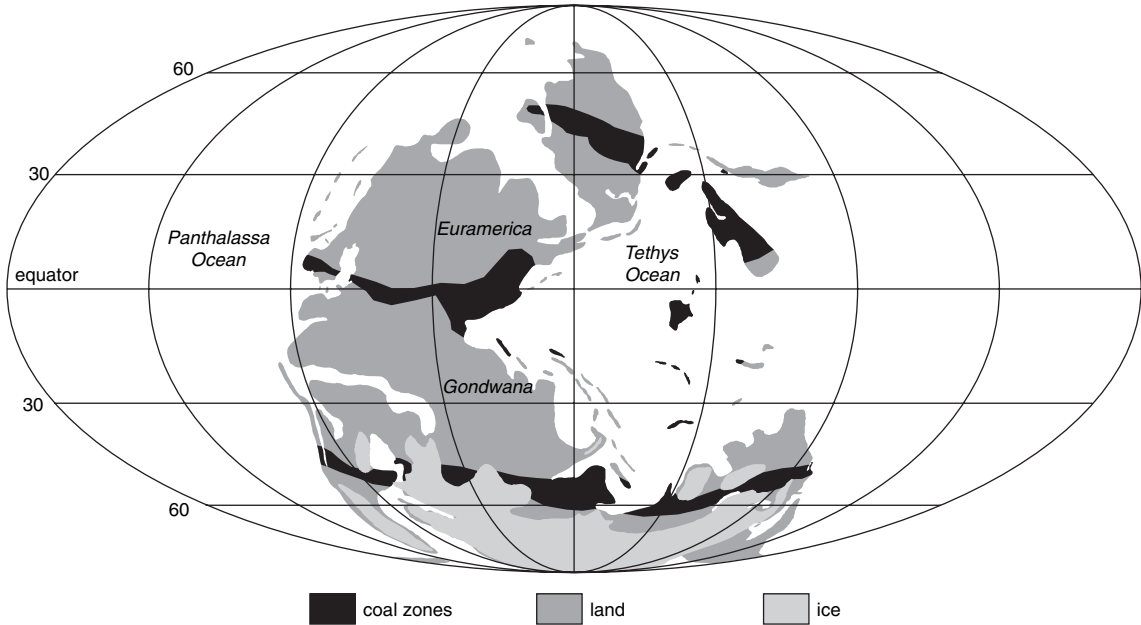 60
30
Euramerica
Panthalassa
Ocean
Tethys
Ocean
equator
Gondwana
30
60
coal zones
land
ice